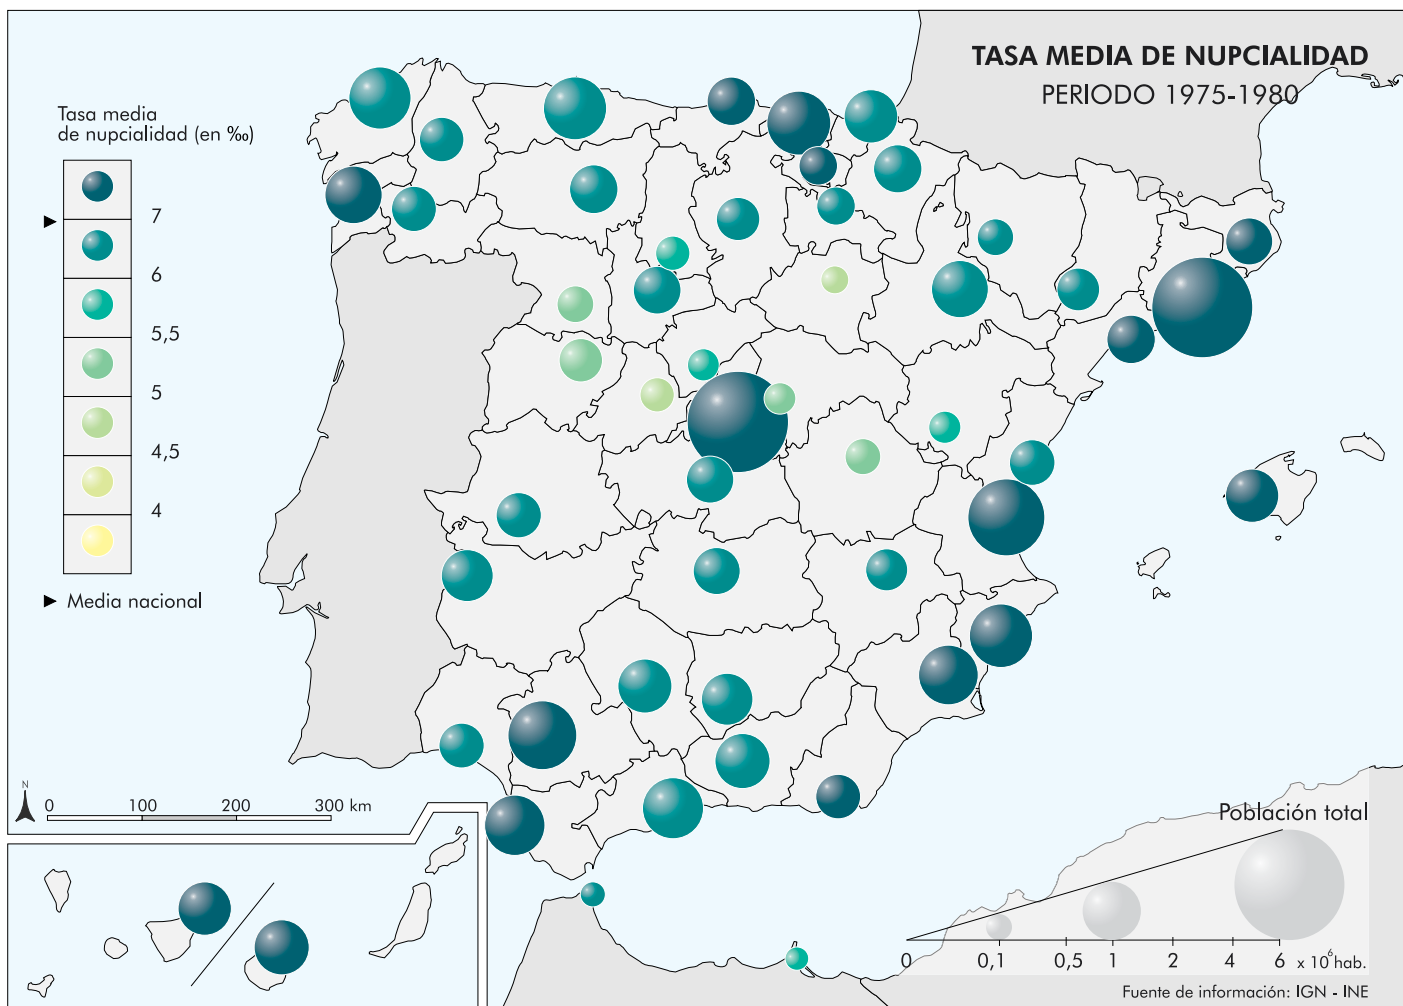 TASA MEDIA DE NUPCIALIDAD
PERIODO 1975-1980
Tasa media
de nupcialidad (en ‰)
7
6
5,5
5
4,5
4
► Media nacional
N
0 100 200 300 km
Población total
0 0,1 0,5 1 2 4 6 x 10⁶ hab.
Fuente de información: IGN - INE